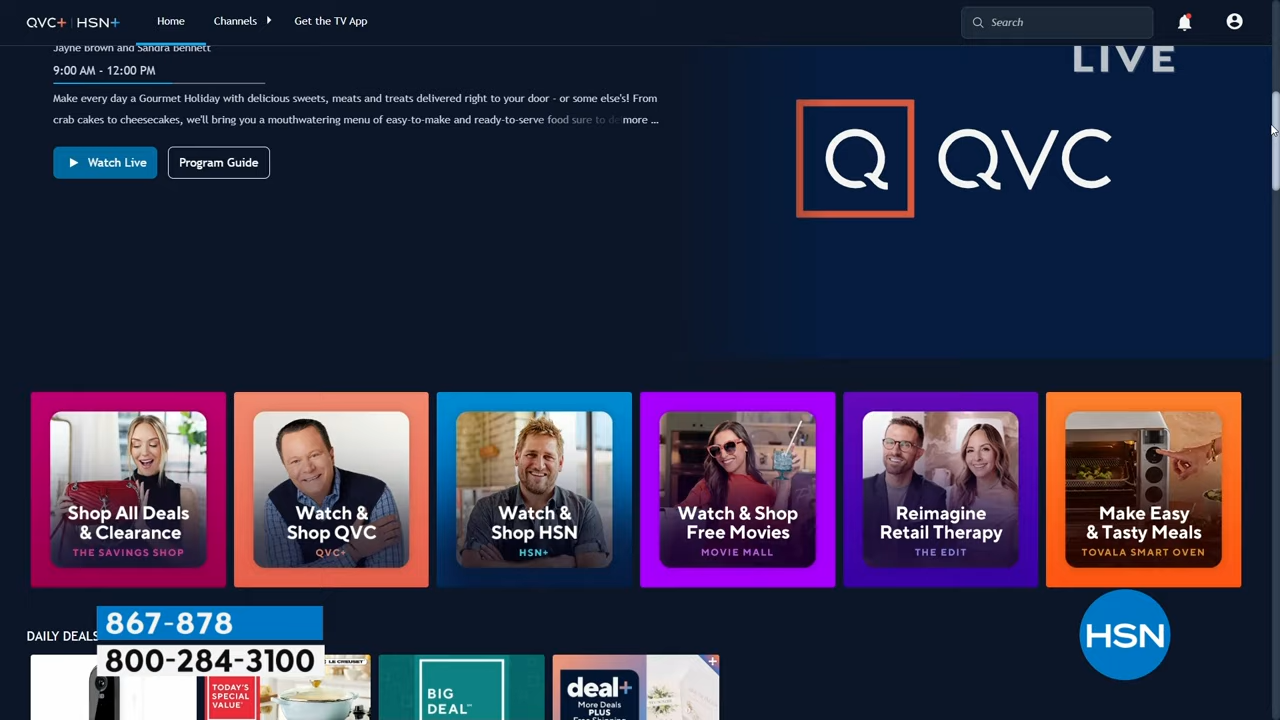 QVC+ | HSN+
Home
Channels
Get the TV App
Search
Jayne Brown and Sandra Bennett
9:00 AM - 12:00 PM
Make every day a Gourmet Holiday with delicious sweets, meats and treats delivered right to your door - or some else's! From
crab cakes to cheesecakes, we'll bring you a mouthwatering menu of easy-to-make and ready-to-serve food sure to more ...
Watch Live
Program Guide
LIVE
Q QVC
Shop All Deals
& Clearance
THE SAVINGS SHOP
Watch &
Shop QVC
QVC+
Watch &
Shop HSN
HSN+
Watch & Shop
Free Movies
MOVIE MALL
Reimagine
Retail Therapy
THE EDIT
Make Easy
& Tasty Meals
TOVALA SMART OVEN
DAILY DEALS
867-878
800-284-3100
HSN
TODAY'S
SPECIAL
VALUE
LE CREUSET
BIG
DEAL
deal+
More Deals
PLUS
Free Shipping